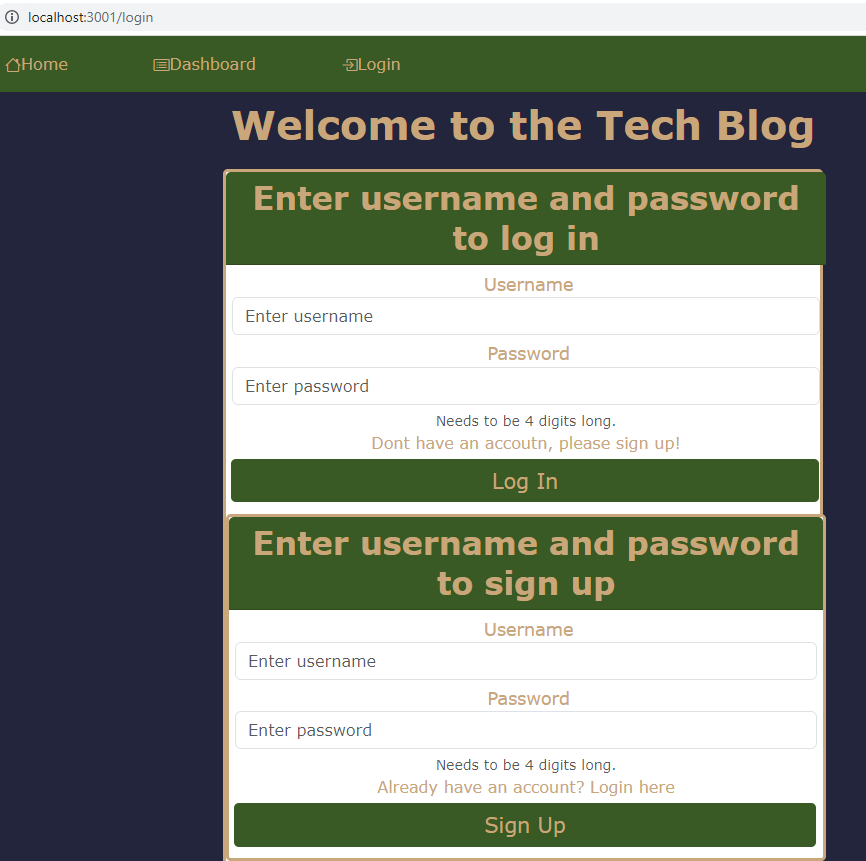 localhost:3001/login
Home Dashboard Login
Welcome to the Tech Blog
Enter username and password
to log in
Username
Enter username
Password
Enter password
Needs to be 4 digits long.
Dont have an accoutn, please sign up!
Log In
Enter username and password
to sign up
Username
Enter username
Password
Enter password
Needs to be 4 digits long.
Already have an account? Login here
Sign Up